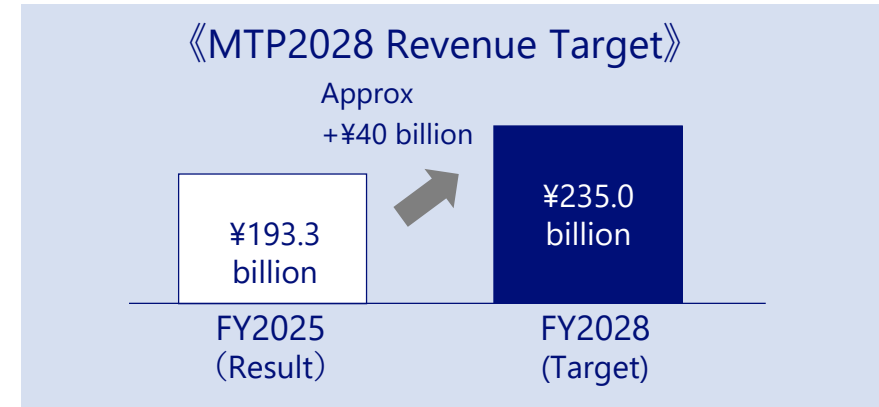 《MTP2028 Revenue Target》
Approx
+¥40 billion
¥193.3
billion
¥235.0
billion
FY2025
（Result）
FY2028
(Target)